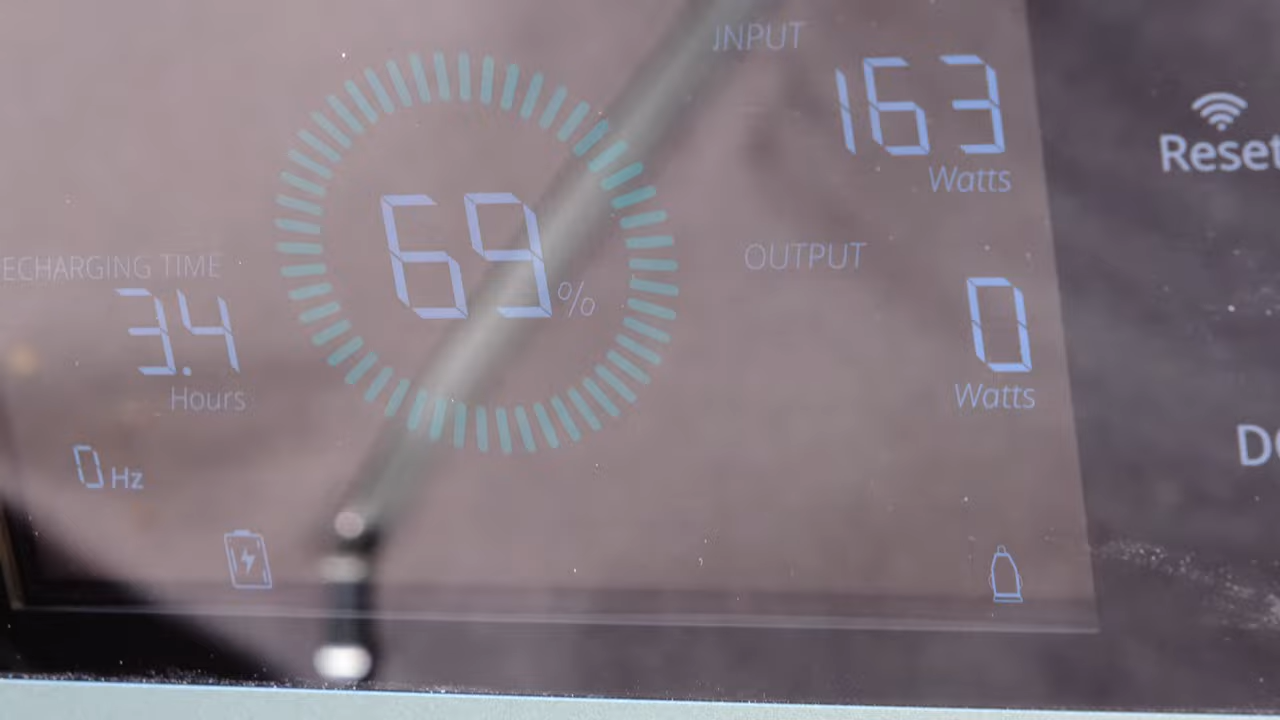 INPUT
163
Watts
Reset
69%
ECHARGING TIME
3.4
Hours
OUTPUT
0
Watts
0 Hz